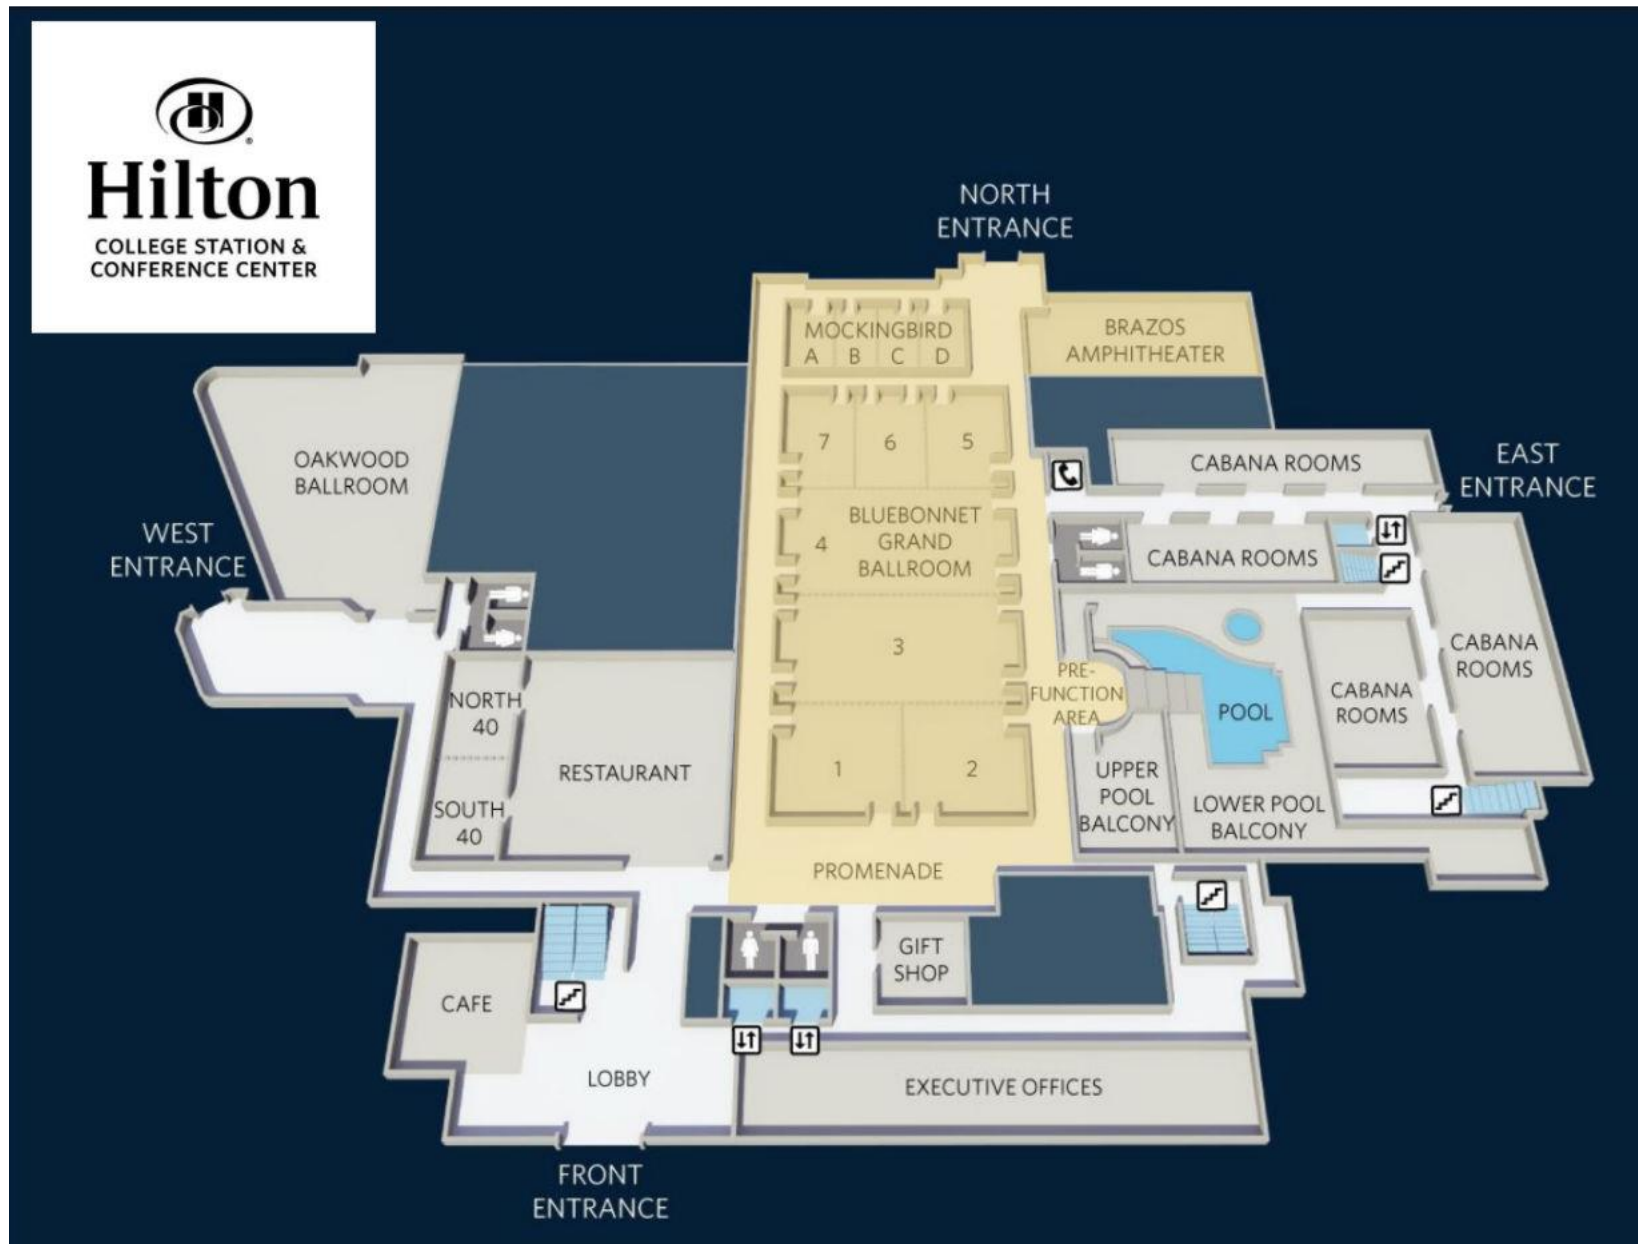 Hilton
COLLEGE STATION &
CONFERENCE CENTER
NORTH
ENTRANCE
MOCKINGBIRD
A B C D
BRAZOS
AMPHITHEATER
7 6 5
OAKWOOD
BALLROOM
CABANA ROOMS
EAST
ENTRANCE
WEST
ENTRANCE
4
BLUEBONNET
GRAND
BALLROOM
CABANA ROOMS
3
CABANA
ROOMS
PRE-
FUNCTION
AREA
POOL
CABANA
ROOMS
NORTH
40
RESTAURANT
1 2
UPPER
POOL
BALCONY
LOWER POOL
BALCONY
SOUTH
40
PROMENADE
GIFT
SHOP
CAFE
LOBBY
EXECUTIVE OFFICES
FRONT
ENTRANCE